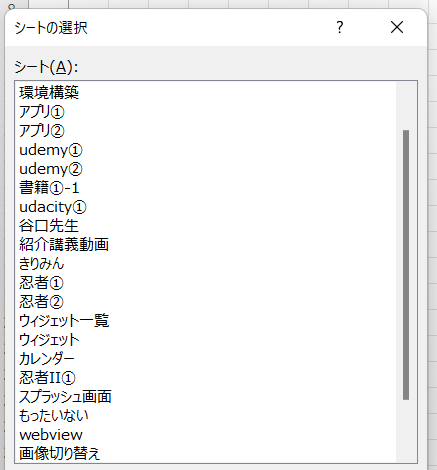 シートの選択
?
シート(A):
環境構築
アプリ①
アプリ②
udemy①
udemy②
書籍①-1
udacity①
谷口先生
紹介講義動画
きりみん
忍者①
忍者②
ウィジェット一覧
ウィジェット
カレンダー
忍者II①
スプラッシュ画面
もったいない
webview
画像切り替え